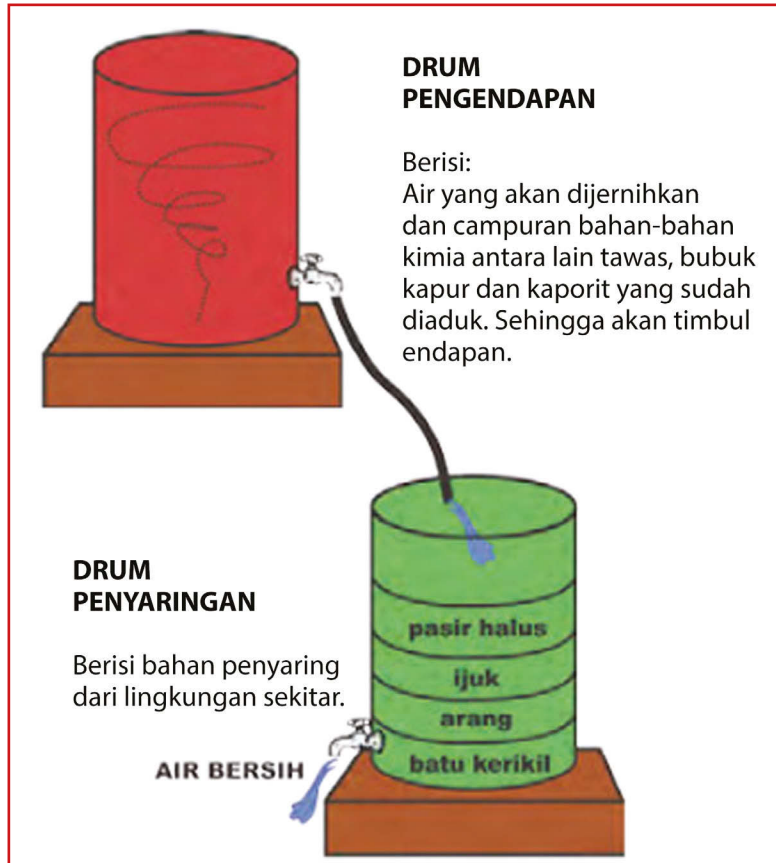 DRUM
PENGENDAPAN
Berisi:
Air yang akan dijernihkan
dan campuran bahan-bahan
kimia antara lain tawas, bubuk
kapur dan kaporit yang sudah
diaduk. Sehingga akan timbul
endapan.
DRUM
PENYARINGAN
Berisi bahan penyaring
dari lingkungan sekitar.
pasir halus
ijuk
arang
batu kerikil
AIR BERSIH